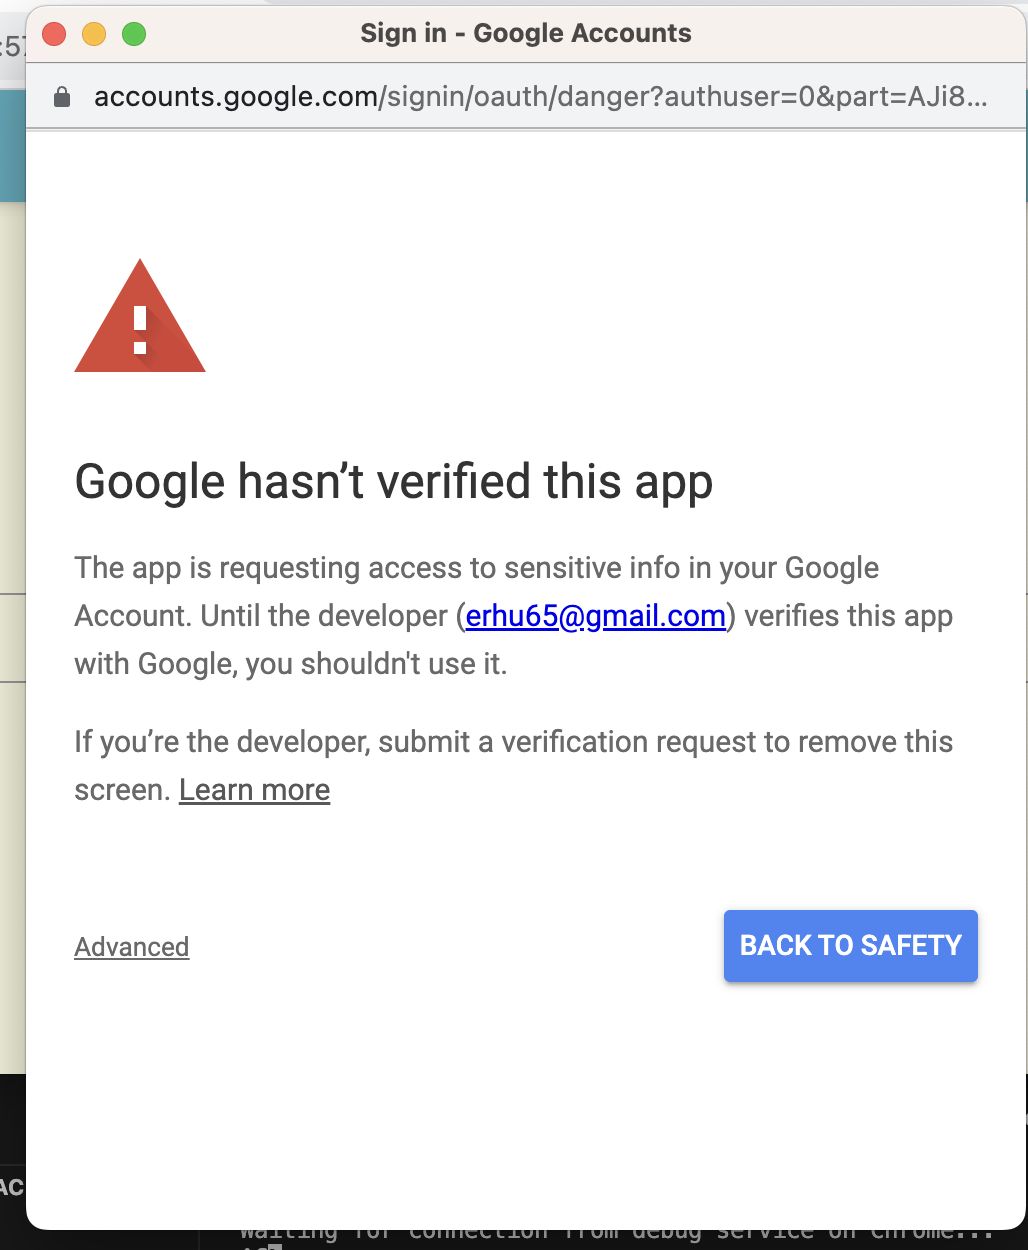 Sign in - Google Accounts
:57
accounts.google.com/signin/oauth/danger?authuser=0&part=AJi8...
Google hasn’t verified this app
The app is requesting access to sensitive info in your Google
Account. Until the developer (erhu65@gmail.com) verifies this app
with Google, you shouldn't use it.
If you’re the developer, submit a verification request to remove this
screen. Learn more
Advanced
BACK TO SAFETY
AC
Waiting for connection from debug service on Chrome...